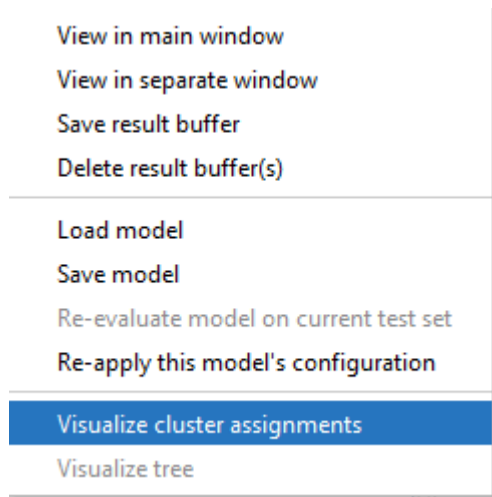 View in main window
View in separate window
Save result buffer
Delete result buffer(s)
Load model
Save model
Re-evaluate model on current test set
Re-apply this model's configuration
Visualize cluster assignments
Visualize tree